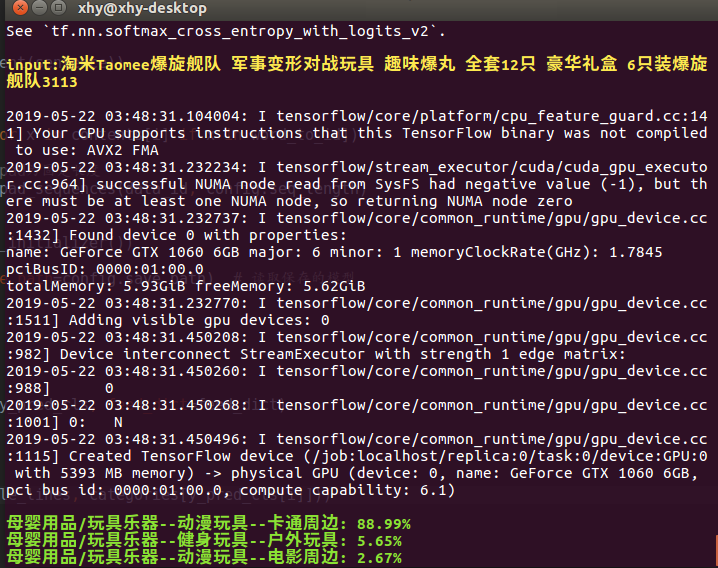 xhy@xhy-desktop
See `tf.nn.softmax_cross_entropy_with_logits_v2`.
input:淘米Taomee爆旋舰队 军事变形对战玩具 趣味爆丸 全套12只 豪华礼盒 6只装爆旋
舰队3113
2019-05-22 03:48:31.104004: I tensorflow/core/platform/cpu_feature_guard.cc:14
1] Your CPU supports instructions that this TensorFlow binary was not compiled
 to use: AVX2 FMA
2019-05-22 03:48:31.232234: I tensorflow/stream_executor/cuda/cuda_gpu_executo
r.cc:964] successful NUMA node read from SysFS had negative value (-1), but th
ere must be at least one NUMA node, so returning NUMA node zero
2019-05-22 03:48:31.232737: I tensorflow/core/common_runtime/gpu/gpu_device.cc
:1432] Found device 0 with properties:
name: GeForce GTX 1060 6GB major: 6 minor: 1 memoryClockRate(GHz): 1.7845
pciBusID: 0000:01:00.0
totalMemory: 5.93GiB freeMemory: 5.62GiB
2019-05-22 03:48:31.232770: I tensorflow/core/common_runtime/gpu/gpu_device.cc
:1511] Adding visible gpu devices: 0
2019-05-22 03:48:31.450208: I tensorflow/core/common_runtime/gpu/gpu_device.cc
:982] Device interconnect StreamExecutor with strength 1 edge matrix:
2019-05-22 03:48:31.450260: I tensorflow/core/common_runtime/gpu/gpu_device.cc
:988]      0
2019-05-22 03:48:31.450268: I tensorflow/core/common_runtime/gpu/gpu_device.cc
:1001] 0:   N
2019-05-22 03:48:31.450496: I tensorflow/core/common_runtime/gpu/gpu_device.cc
:1115] Created TensorFlow device (/job:localhost/replica:0/task:0/device:GPU:0
 with 5393 MB memory) -> physical GPU (device: 0, name: GeForce GTX 1060 6GB,
pci bus id: 0000:01:00.0, compute capability: 6.1)
母婴用品/玩具乐器--动漫玩具--卡通周边: 88.99%
母婴用品/玩具乐器--健身玩具--户外玩具: 5.65%
母婴用品/玩具乐器--动漫玩具--电影周边: 2.67%